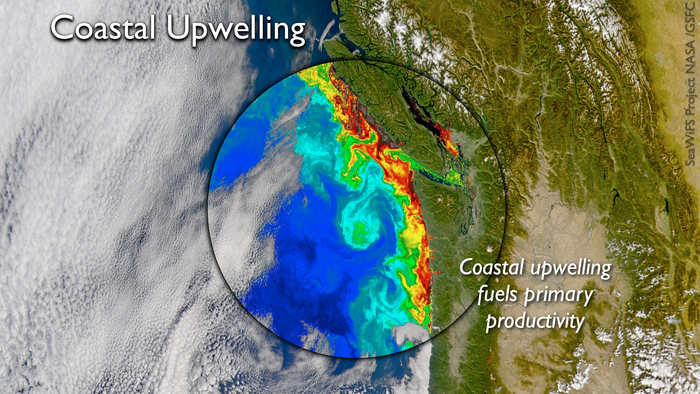 Coastal Upwelling
SeaWiFS Project NASA/GSFC
Coastal upwelling
fuels primary
productivity